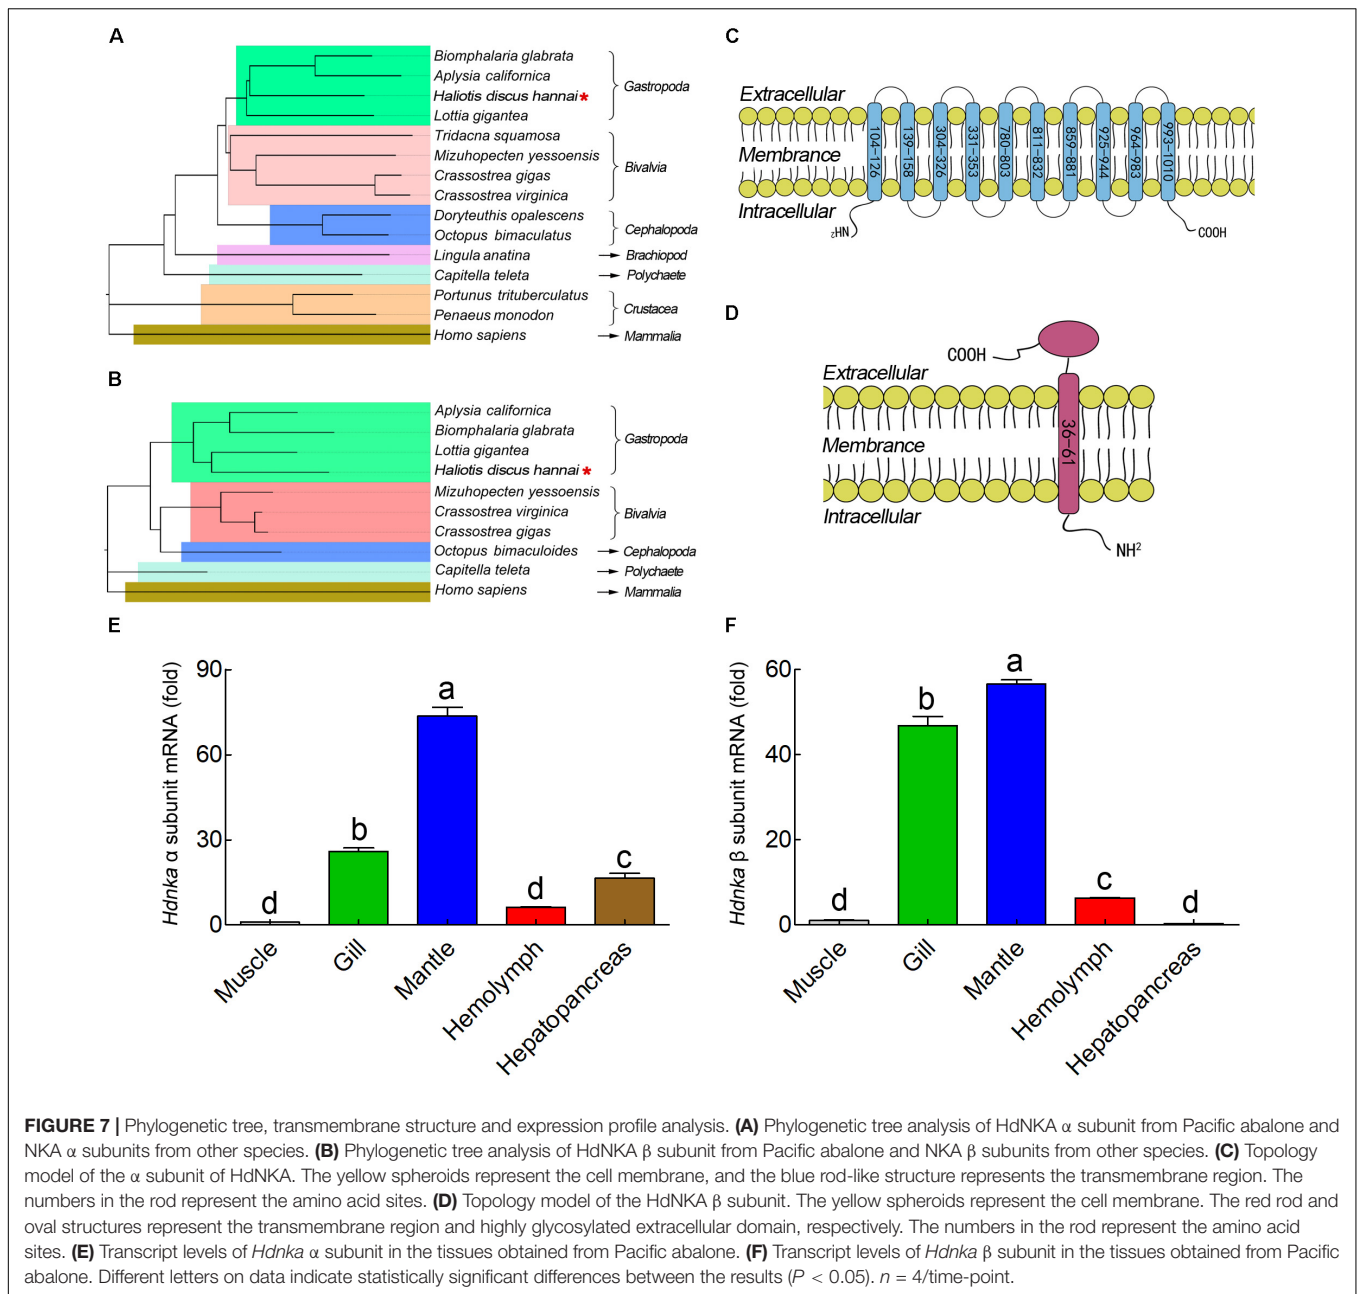 A
Biomphalaria glabrata
Aplysia californica
Haliotis discus hannai*
Lottia gigantea
Gastropoda
Tridacna squamosa
Mizuhopecten yessoensis
Crassostrea gigas
Crassostrea virginica
Bivalvia
Doryteuthis opalescens
Octopus bimaculatus
Cephalopoda
Lingula anatina
Brachiopod
Capitella teleta
Polychaete
Portunus trituberculatus
Penaeus monodon
Crustacea
Homo sapiens
Mammalia
B
Aplysia californica
Biomphalaria glabrata
Lottia gigantea
Haliotis discus hannai *
Gastropoda
Mizuhopecten yessoensis
Crassostrea virginica
Crassostrea gigas
Bivalvia
Octopus bimaculoides
Cephalopoda
Capitella teleta
Polychaete
Homo sapiens
Mammalia
C
Extracellular
Membrance
Intracellular
104-126
139-158
304-326
331-353
780-803
811-832
859-881
925-944
964-983
993-1010
₂HN
COOH
D
COOH
Extracellular
Membrance
Intracellular
36-61
NH²
E
Hdnka α subunit mRNA (fold)
90
60
30
0
d
b
a
d
c
Muscle
Gill
Mantle
Hemolymph
Hepatopancreas
F
Hdnka β subunit mRNA (fold)
60
40
20
0
d
b
a
c
d
Muscle
Gill
Mantle
Hemolymph
Hepatopancreas
FIGURE 7 | Phylogenetic tree, transmembrane structure and expression profile analysis. (A) Phylogenetic tree analysis of HdNKA α subunit from Pacific abalone and
NKA α subunits from other species. (B) Phylogenetic tree analysis of HdNKA β subunit from Pacific abalone and NKA β subunits from other species. (C) Topology
model of the α subunit of HdNKA. The yellow spheroids represent the cell membrane, and the blue rod-like structure represents the transmembrane region. The
numbers in the rod represent the amino acid sites. (D) Topology model of the HdNKA β subunit. The yellow spheroids represent the cell membrane. The red rod and
oval structures represent the transmembrane region and highly glycosylated extracellular domain, respectively. The numbers in the rod represent the amino acid
sites. (E) Transcript levels of Hdnka α subunit in the tissues obtained from Pacific abalone. (F) Transcript levels of Hdnka β subunit in the tissues obtained from Pacific
abalone. Different letters on data indicate statistically significant differences between the results (P < 0.05). n = 4/time-point.